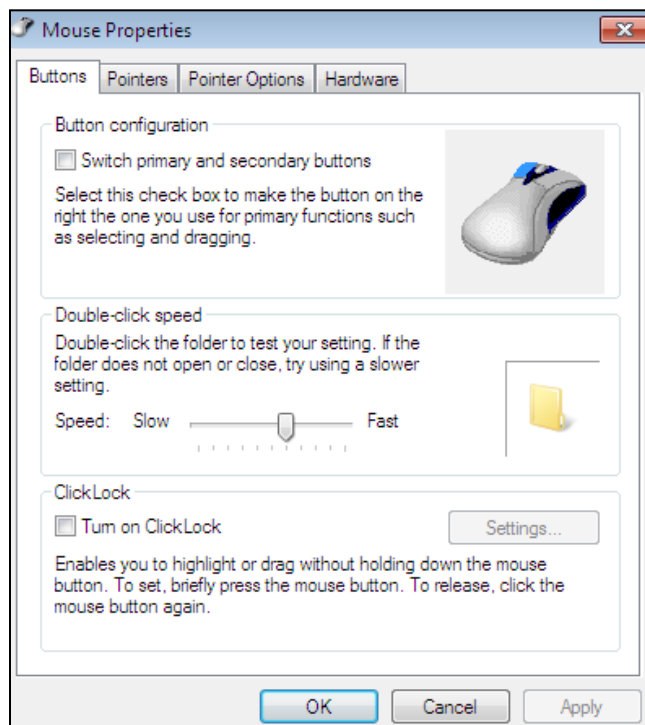 Mouse Properties
Buttons Pointers Pointer Options Hardware
Button configuration
Switch primary and secondary buttons
Select this check box to make the button on the
right the one you use for primary functions such
as selecting and dragging.
Double-click speed
Double-click the folder to test your setting. If the
folder does not open or close, try using a slower
setting.
Speed: Slow Fast
ClickLock
Turn on ClickLock Settings...
Enables you to highlight or drag without holding down the mouse
button. To set, briefly press the mouse button. To release, click the
mouse button again.
OK Cancel Apply